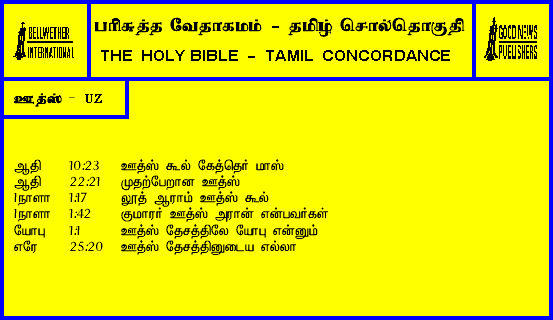 BELLWETHER
INTERNATIONAL
பரிசுத்த வேதாகமம் - தமிழ் சொல்தொகுதி
THE HOLY BIBLE - TAMIL CONCORDANCE
GOOD NEWS
PUBLISHERS
ஊத்ஸ் - UZ
ஆதி 10:23 ஊத்ஸ் கூல் கேத்தெர் மாஸ்
ஆதி 22:21 முதற்பேறான ஊத்ஸ்
1நாளா 1:17 லூத் ஆராம் ஊத்ஸ் கூல்
1நாளா 1:42 குமாரர் ஊத்ஸ் அரான் என்பவர்கள்
யோபு 1:1 ஊத்ஸ் தேசத்திலே யோபு என்னும்
எரே 25:20 ஊத்ஸ் தேசத்தினுடைய எல்லா